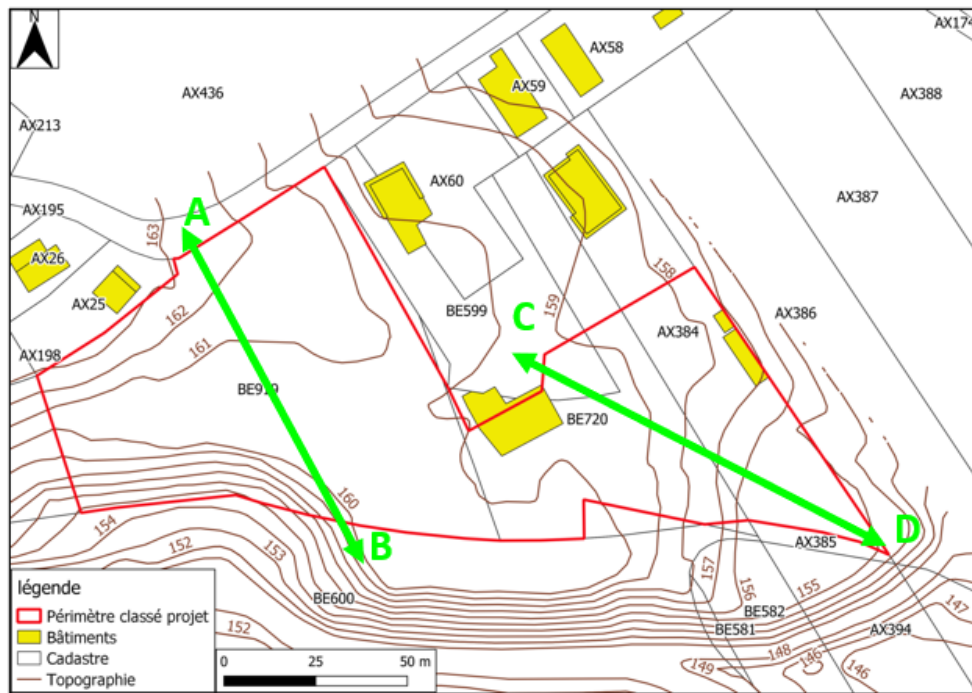 N
AX174
AX58
AX436
AX59
AX388
AX213
AX60
AX387
AX195
A
163
AX26
158
AX25
162
BE599
159
AX386
C
AX384
161
AX198
BE919
BE720
160
154
D
B
AX385
152
153
157
légende
BE600
156
155
Périmètre classé projet
BE582
147
Bâtiments
152
BE581
AX394
Cadastre
0 25 50 m
148
Topographie
149
146
146